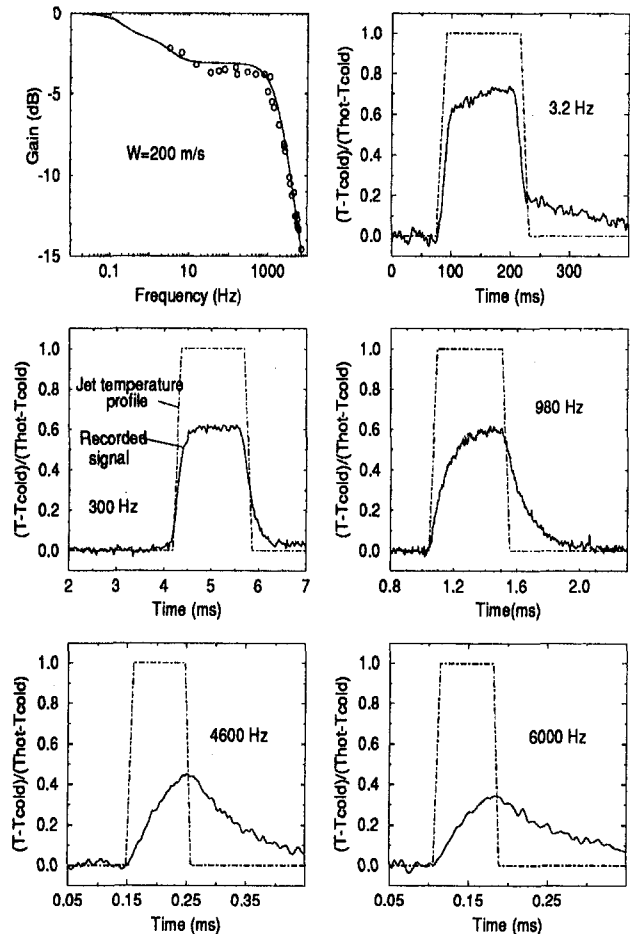 0
-5
-10
-15
Gain (dB)
W=200 m/s
0.1
10
1000
Frequency (Hz)
1.0
0.8
0.6
0.4
0.2
0.0
(T-Tcold)/(Thot-Tcold)
3.2 Hz
0
100
200
300
Time (ms)
1.0
0.8
0.6
0.4
0.2
0.0
(T-Tcold)/(Thot-Tcold)
Jet temperature
profile
Recorded
signal
300 Hz
2
3
4
5
6
7
Time (ms)
1.0
0.8
0.6
0.4
0.2
0.0
(T-Tcold)/(Thot-Tcold)
980 Hz
0.8
1.2
1.6
2.0
Time(ms)
1.0
0.8
0.6
0.4
0.2
0.0
(T-Tcold)/(Thot-Tcold)
4600 Hz
0.05
0.15
0.25
0.35
Time (ms)
1.0
0.8
0.6
0.4
0.2
0.0
(T-Tcold)/(Thot-Tcold)
6000 Hz
0.05
0.15
0.25
0.35
Time (ms)